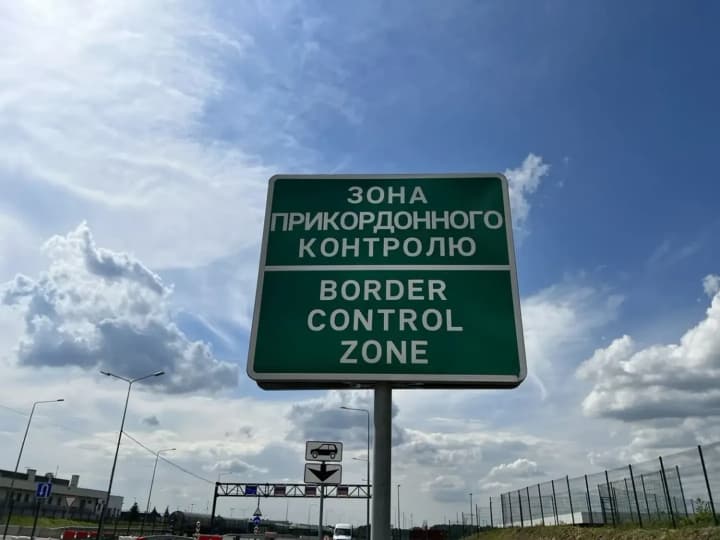 ЗОНА
ПРИКОРДОННОГО
КОНТРОЛЮ
BORDER
CONTROL
ZONE